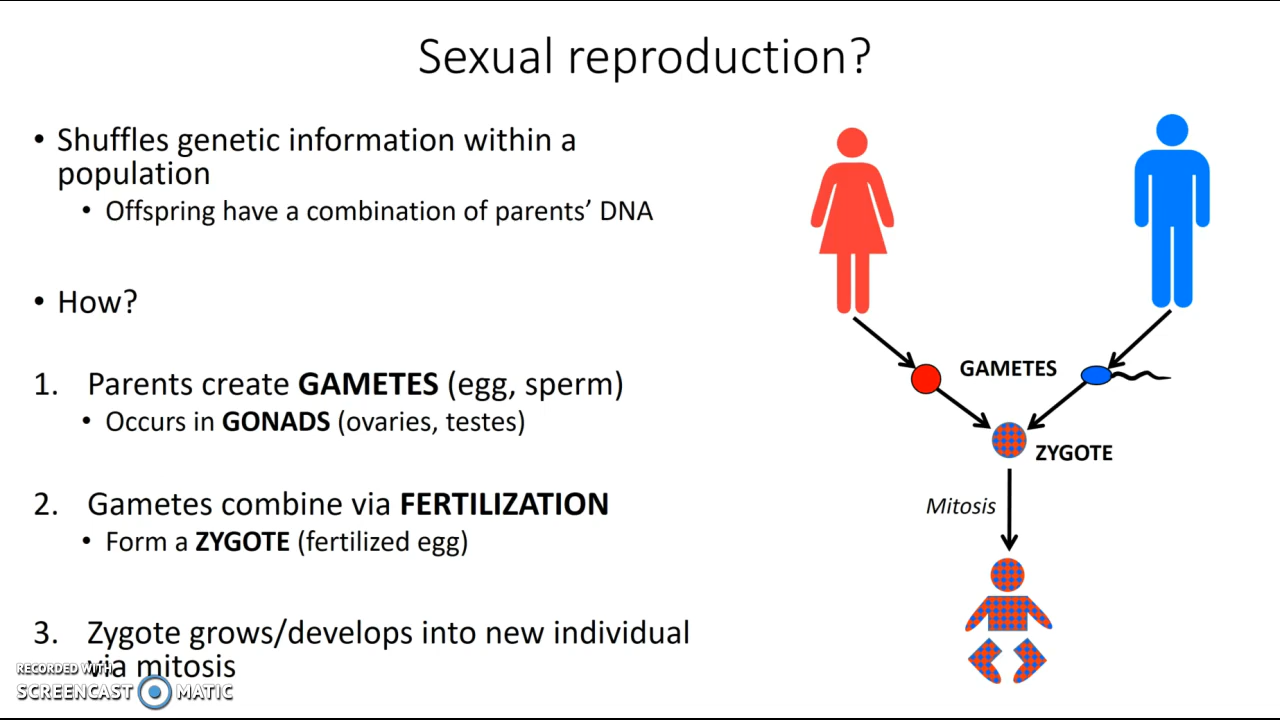 Sexual reproduction?
• Shuffles genetic information within a
population
• Offspring have a combination of parents’ DNA
• How?
1. Parents create GAMETES (egg, sperm)
• Occurs in GONADS (ovaries, testes)
2. Gametes combine via FERTILIZATION
• Form a ZYGOTE (fertilized egg)
3. Zygote grows/develops into new individual
via mitosis
GAMETES
ZYGOTE
Mitosis
RECORDED WITH
SCREENCAST MATIC